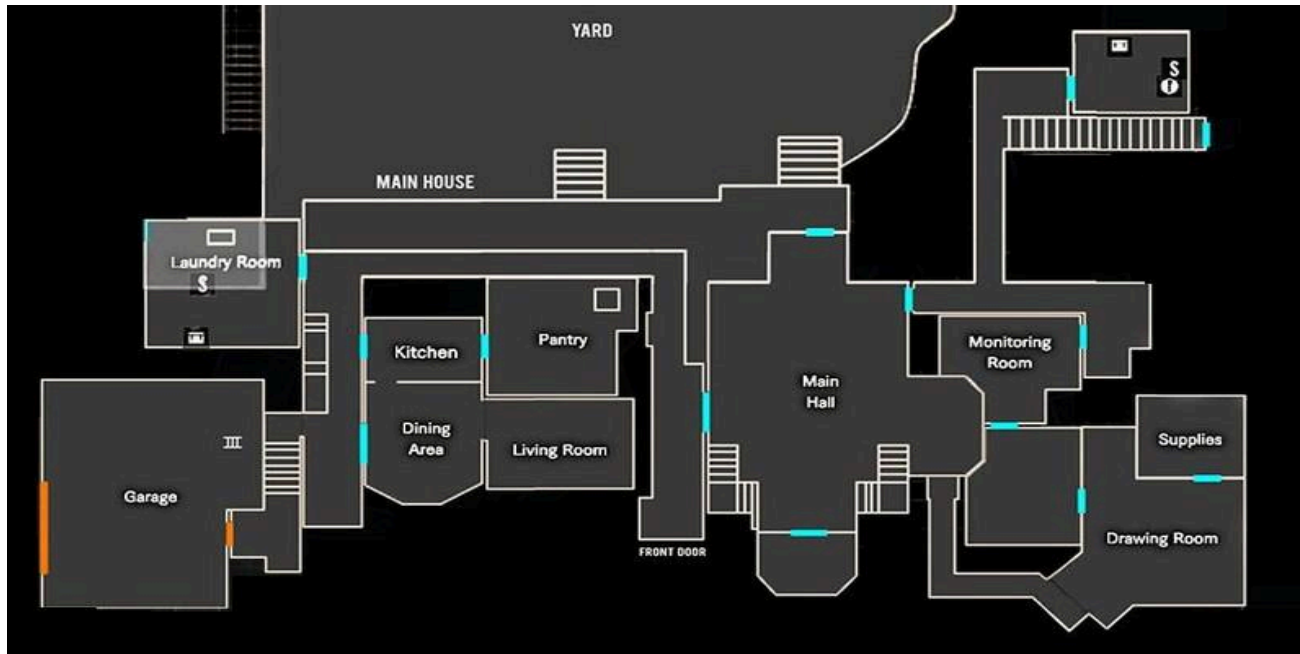 YARD
MAIN HOUSE
S
Laundry Room
S
Kitchen
Pantry
Monitoring
Room
Main
Hall
Dining
Area
Living Room
Supplies
Garage
Drawing Room
FRONT DOOR